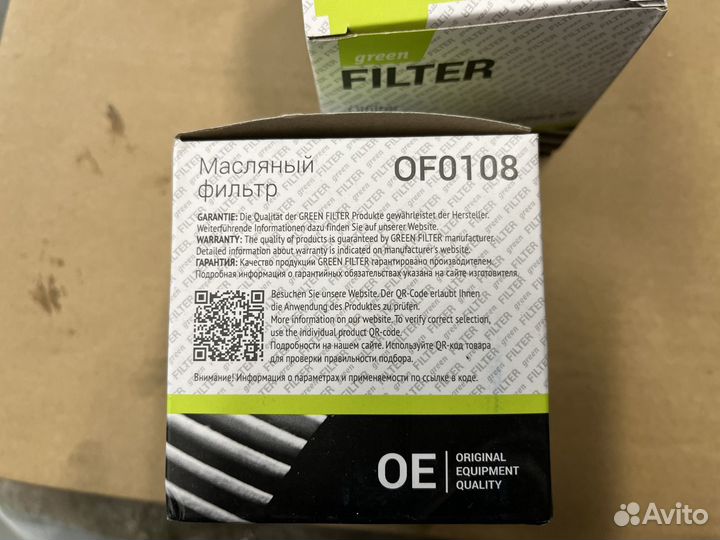 green
FILTER
Масляный
фильтр
OF0108
GARANTIE: Die Qualität der GREEN FILTER Produkte gewährleistet der Hersteller.
Weiterführende Informationen dazu finden Sie auf unserer Website.
WARRANTY: The quality of products is guaranteed by GREEN FILTER manufacturer.
Detailed information about warranty is indicated on manufacturer's website.
ГАРАНТИЯ: Качество продукции GREEN FILTER гарантировано производителем.
Подробная информация о гарантийных обязательствах указана на сайте изготовителя.
Besuchen Sie unsere Website. Der QR-Code erlaubt Ihnen
die Anwendung des Produktes zu prüfen.
More information on our website. To verify correct selection,
use the individual product QR-code.
Подробности на нашем сайте. Используйте QR-код товара
для проверки правильности подбора.
Внимание! Информация о параметрах и применяемости по ссылке в коде.
OE
ORIGINAL
EQUIPMENT
QUALITY
Avito